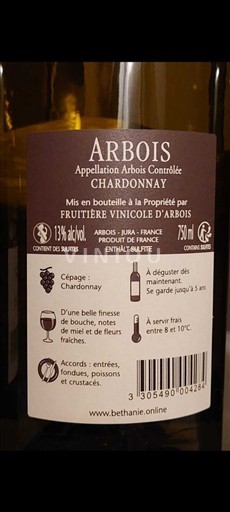 ARBOIS
Appellation Arbois Contrôlée
CHARDONNAY
Mis en bouteille à la Propriété par
FRUITIÈRE VINICOLE D'ARBOIS
13% alc/vol.
ARBOIS - JURA - FRANCE
750 ml
PRODUIT DE FRANCE
CONTIENT DES SULFITES
ENTHÄLT SULFITE
CONTAINS SULFITES
VINIOU
Cépage :
Chardonnay
À déguster dès
maintenant.
Se garde jusqu'à 5 ans
D'une belle finesse
de bouche, notes
de miel et de fleurs
fraîches.
À servir frais
entre 8 et 10°C.
Accords : entrées,
fondues, poissons
et crustacés.
3 305490 004284
www.bethanie.online